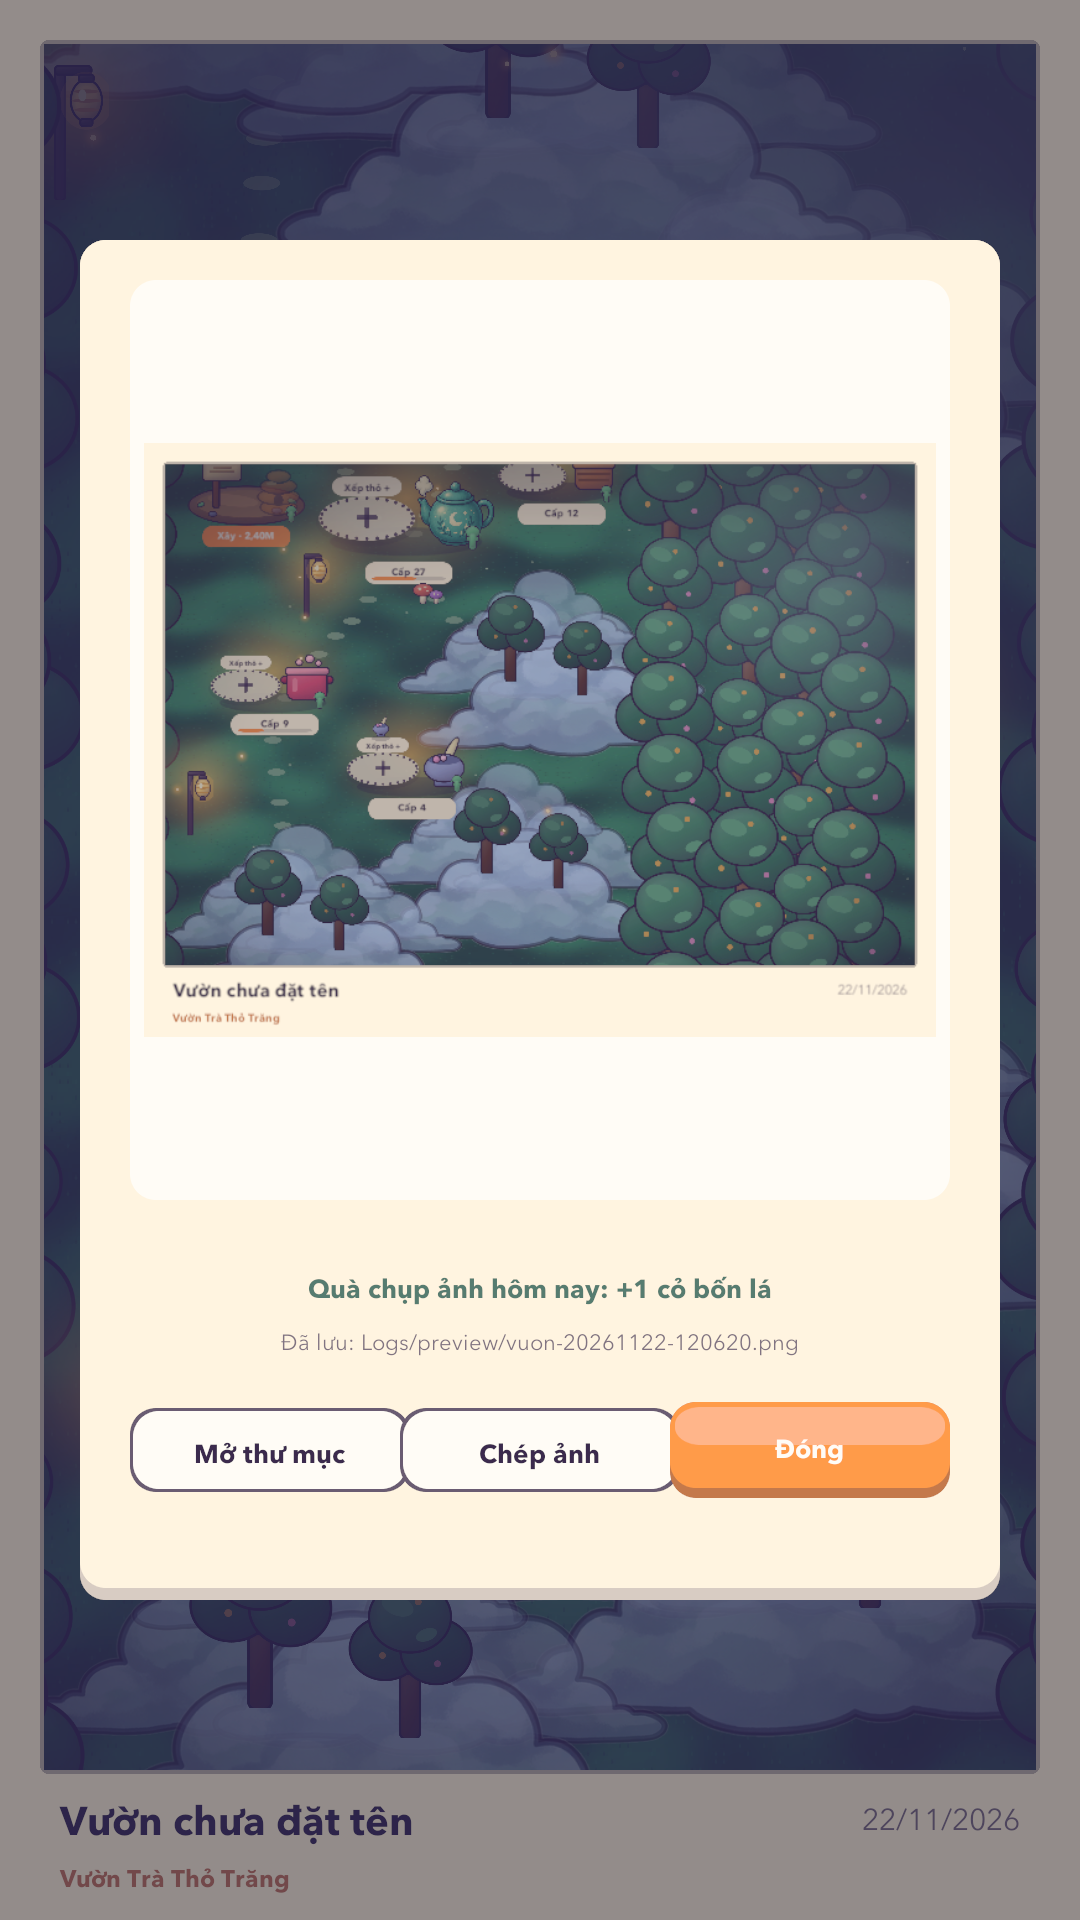 Xếp thỏ +
Cấp 12
Xây - 2,40M
Cấp 27
Xếp thỏ +
Cấp 9
Xếp thỏ +
Cấp 4
Vườn chưa đặt tên
22/11/2026
Vườn Trà Thỏ Trăng
Quà chụp ảnh hôm nay: +1 cỏ bốn lá
Đã lưu: Logs/preview/vuon-20261122-120620.png
Mở thư mục
Chép ảnh
Đóng
Vườn chưa đặt tên
22/11/2026
Vườn Trà Thỏ Trăng